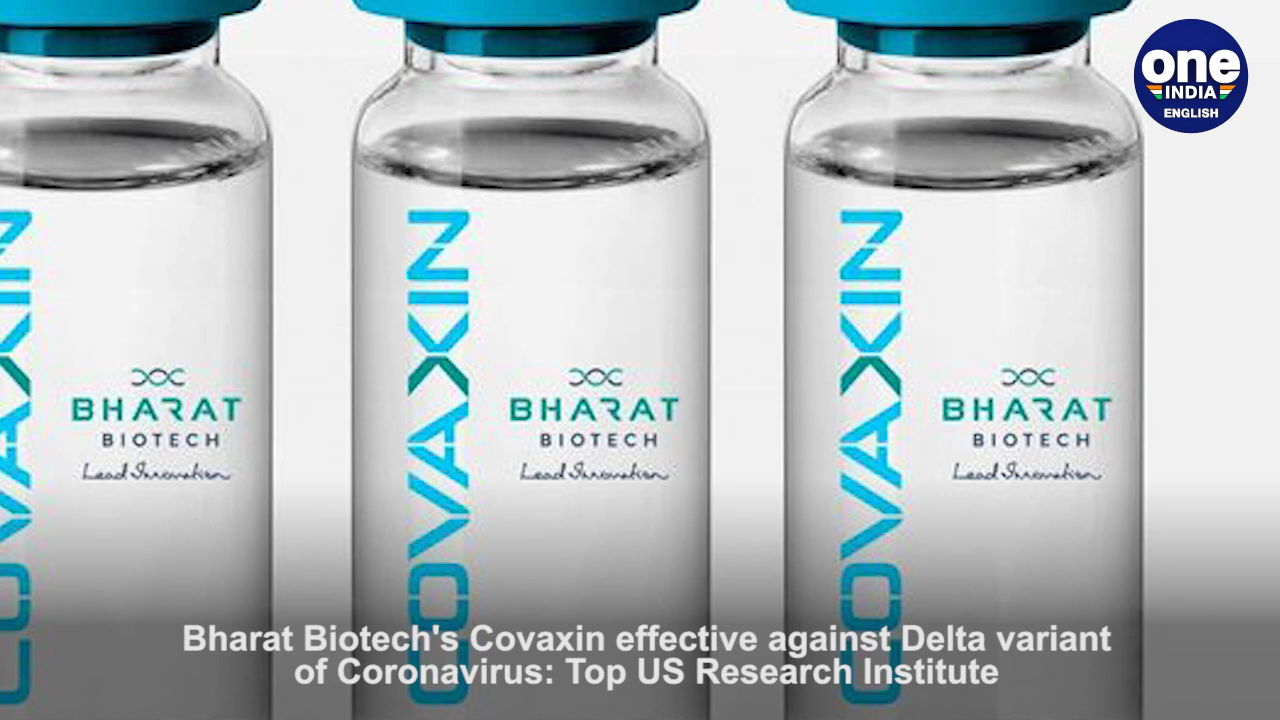 one
INDIA
ENGLISH
COVAXIN
BHARAT
BIOTECH
Lead Innovation
COVAXIN
BHARAT
BIOTECH
Lead Innovation
COVAXIN
BHARAT
BIOTECH
Lead Innovation
Bharat Biotech's Covaxin effective against Delta variant
of Coronavirus: Top US Research Institute